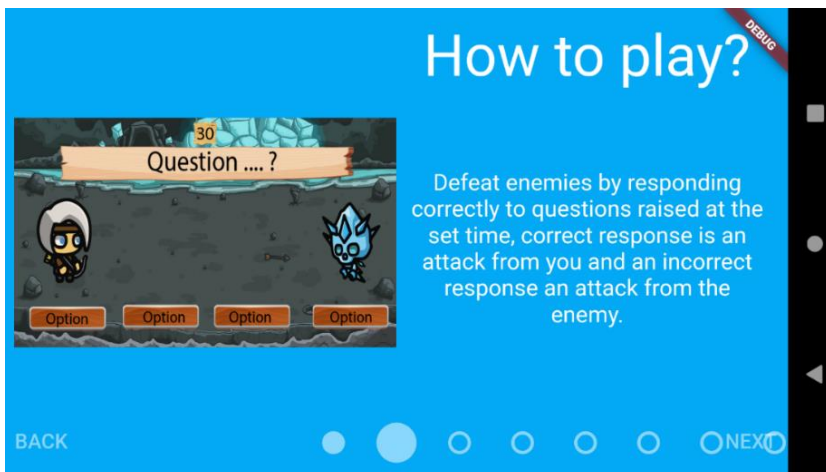 How to play?
DEBUG
30
Question .... ?
Option
Option
Option
Option
Defeat enemies by responding
correctly to questions raised at the
set time, correct response is an
attack from you and an incorrect
response an attack from the
enemy.
BACK
NEXT